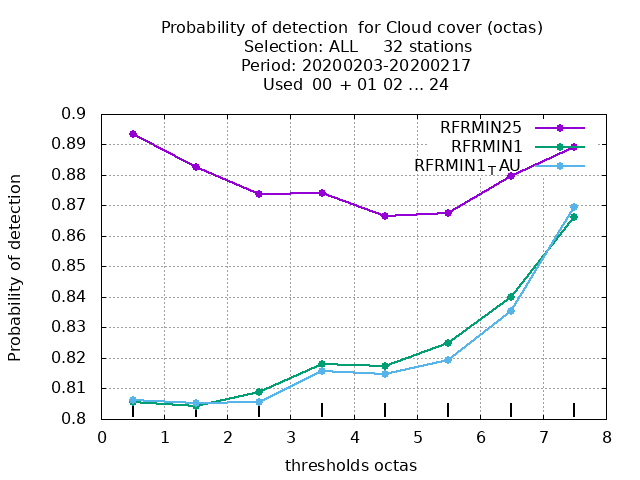 Probability of detection  for Cloud cover (octas)
Selection: ALL     32 stations
Period: 20200203-20200217
Used  00  + 01 02 ... 24
0.9
0.89
0.88
0.87
0.86
0.85
0.84
0.83
0.82
0.81
0.8
Probability of detection
RFRMIN25
RFRMIN1
RFRMIN1TAU
0 1 2 3 4 5 6 7 8
thresholds octas